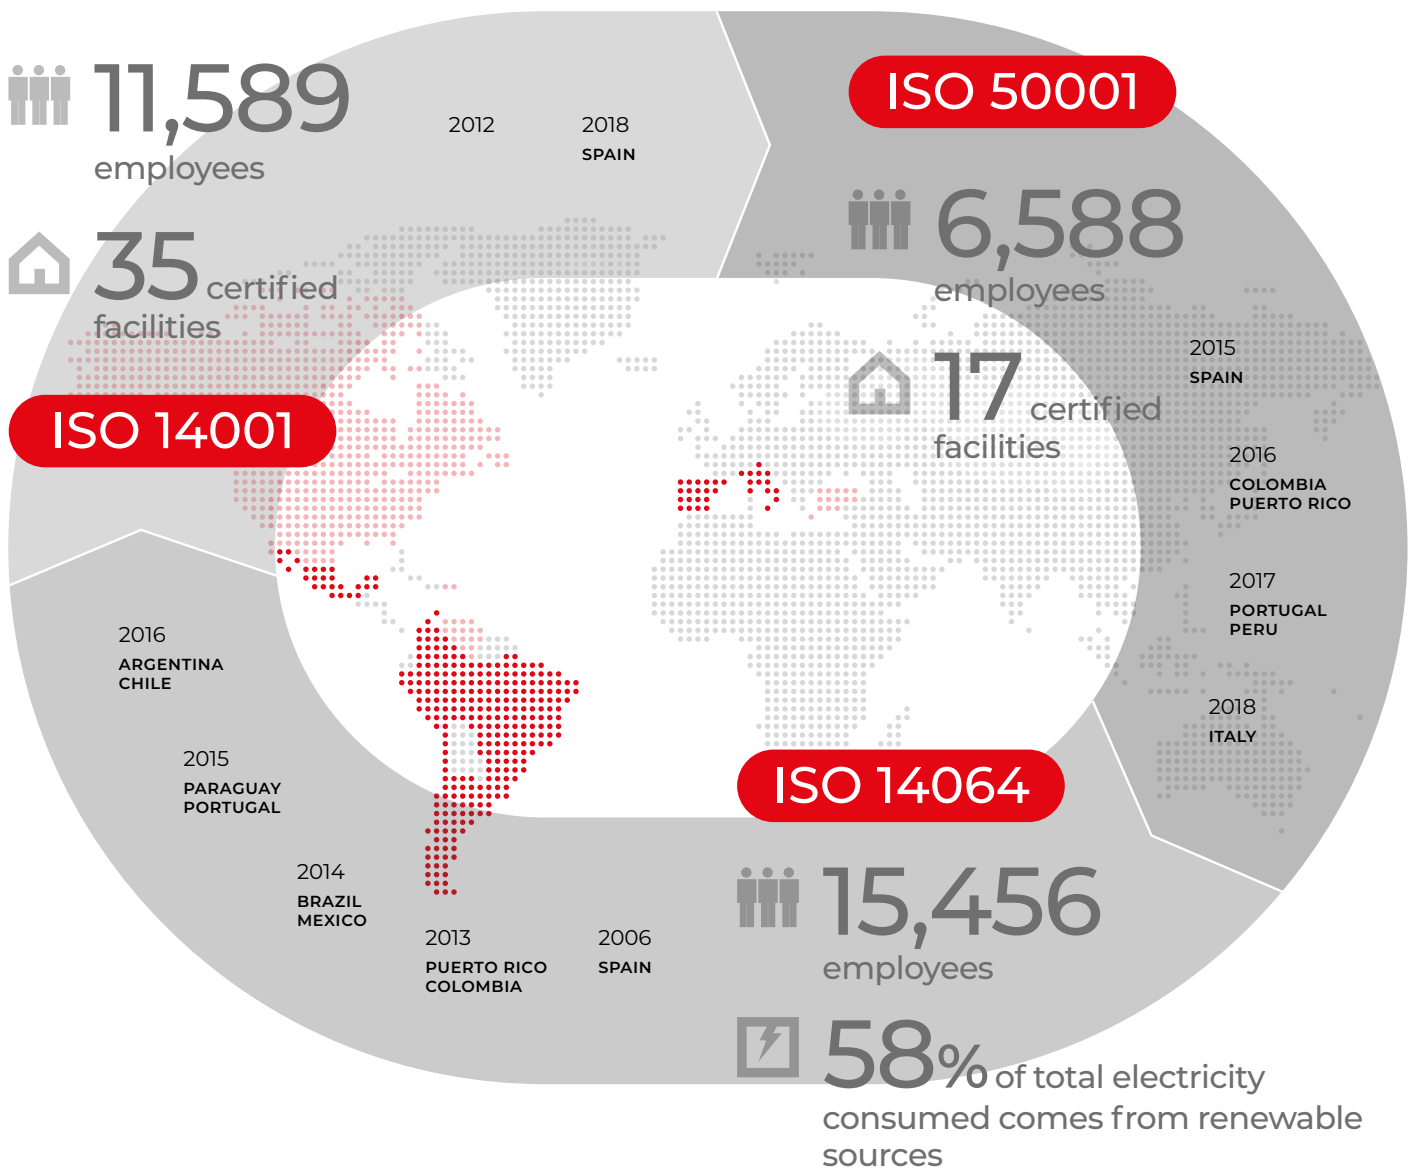 11,589
employees
35 certified
facilities
ISO 14001
2012
2018
SPAIN
ISO 50001
6,588
employees
17 certified
facilities
2015
SPAIN
2016
COLOMBIA
PUERTO RICO
2017
PORTUGAL
PERU
2018
ITALY
2016
ARGENTINA
CHILE
2015
PARAGUAY
PORTUGAL
2014
BRAZIL
MEXICO
2013
PUERTO RICO
COLOMBIA
2006
SPAIN
ISO 14064
15,456
employees
58% of total electricity
consumed comes from renewable
sources